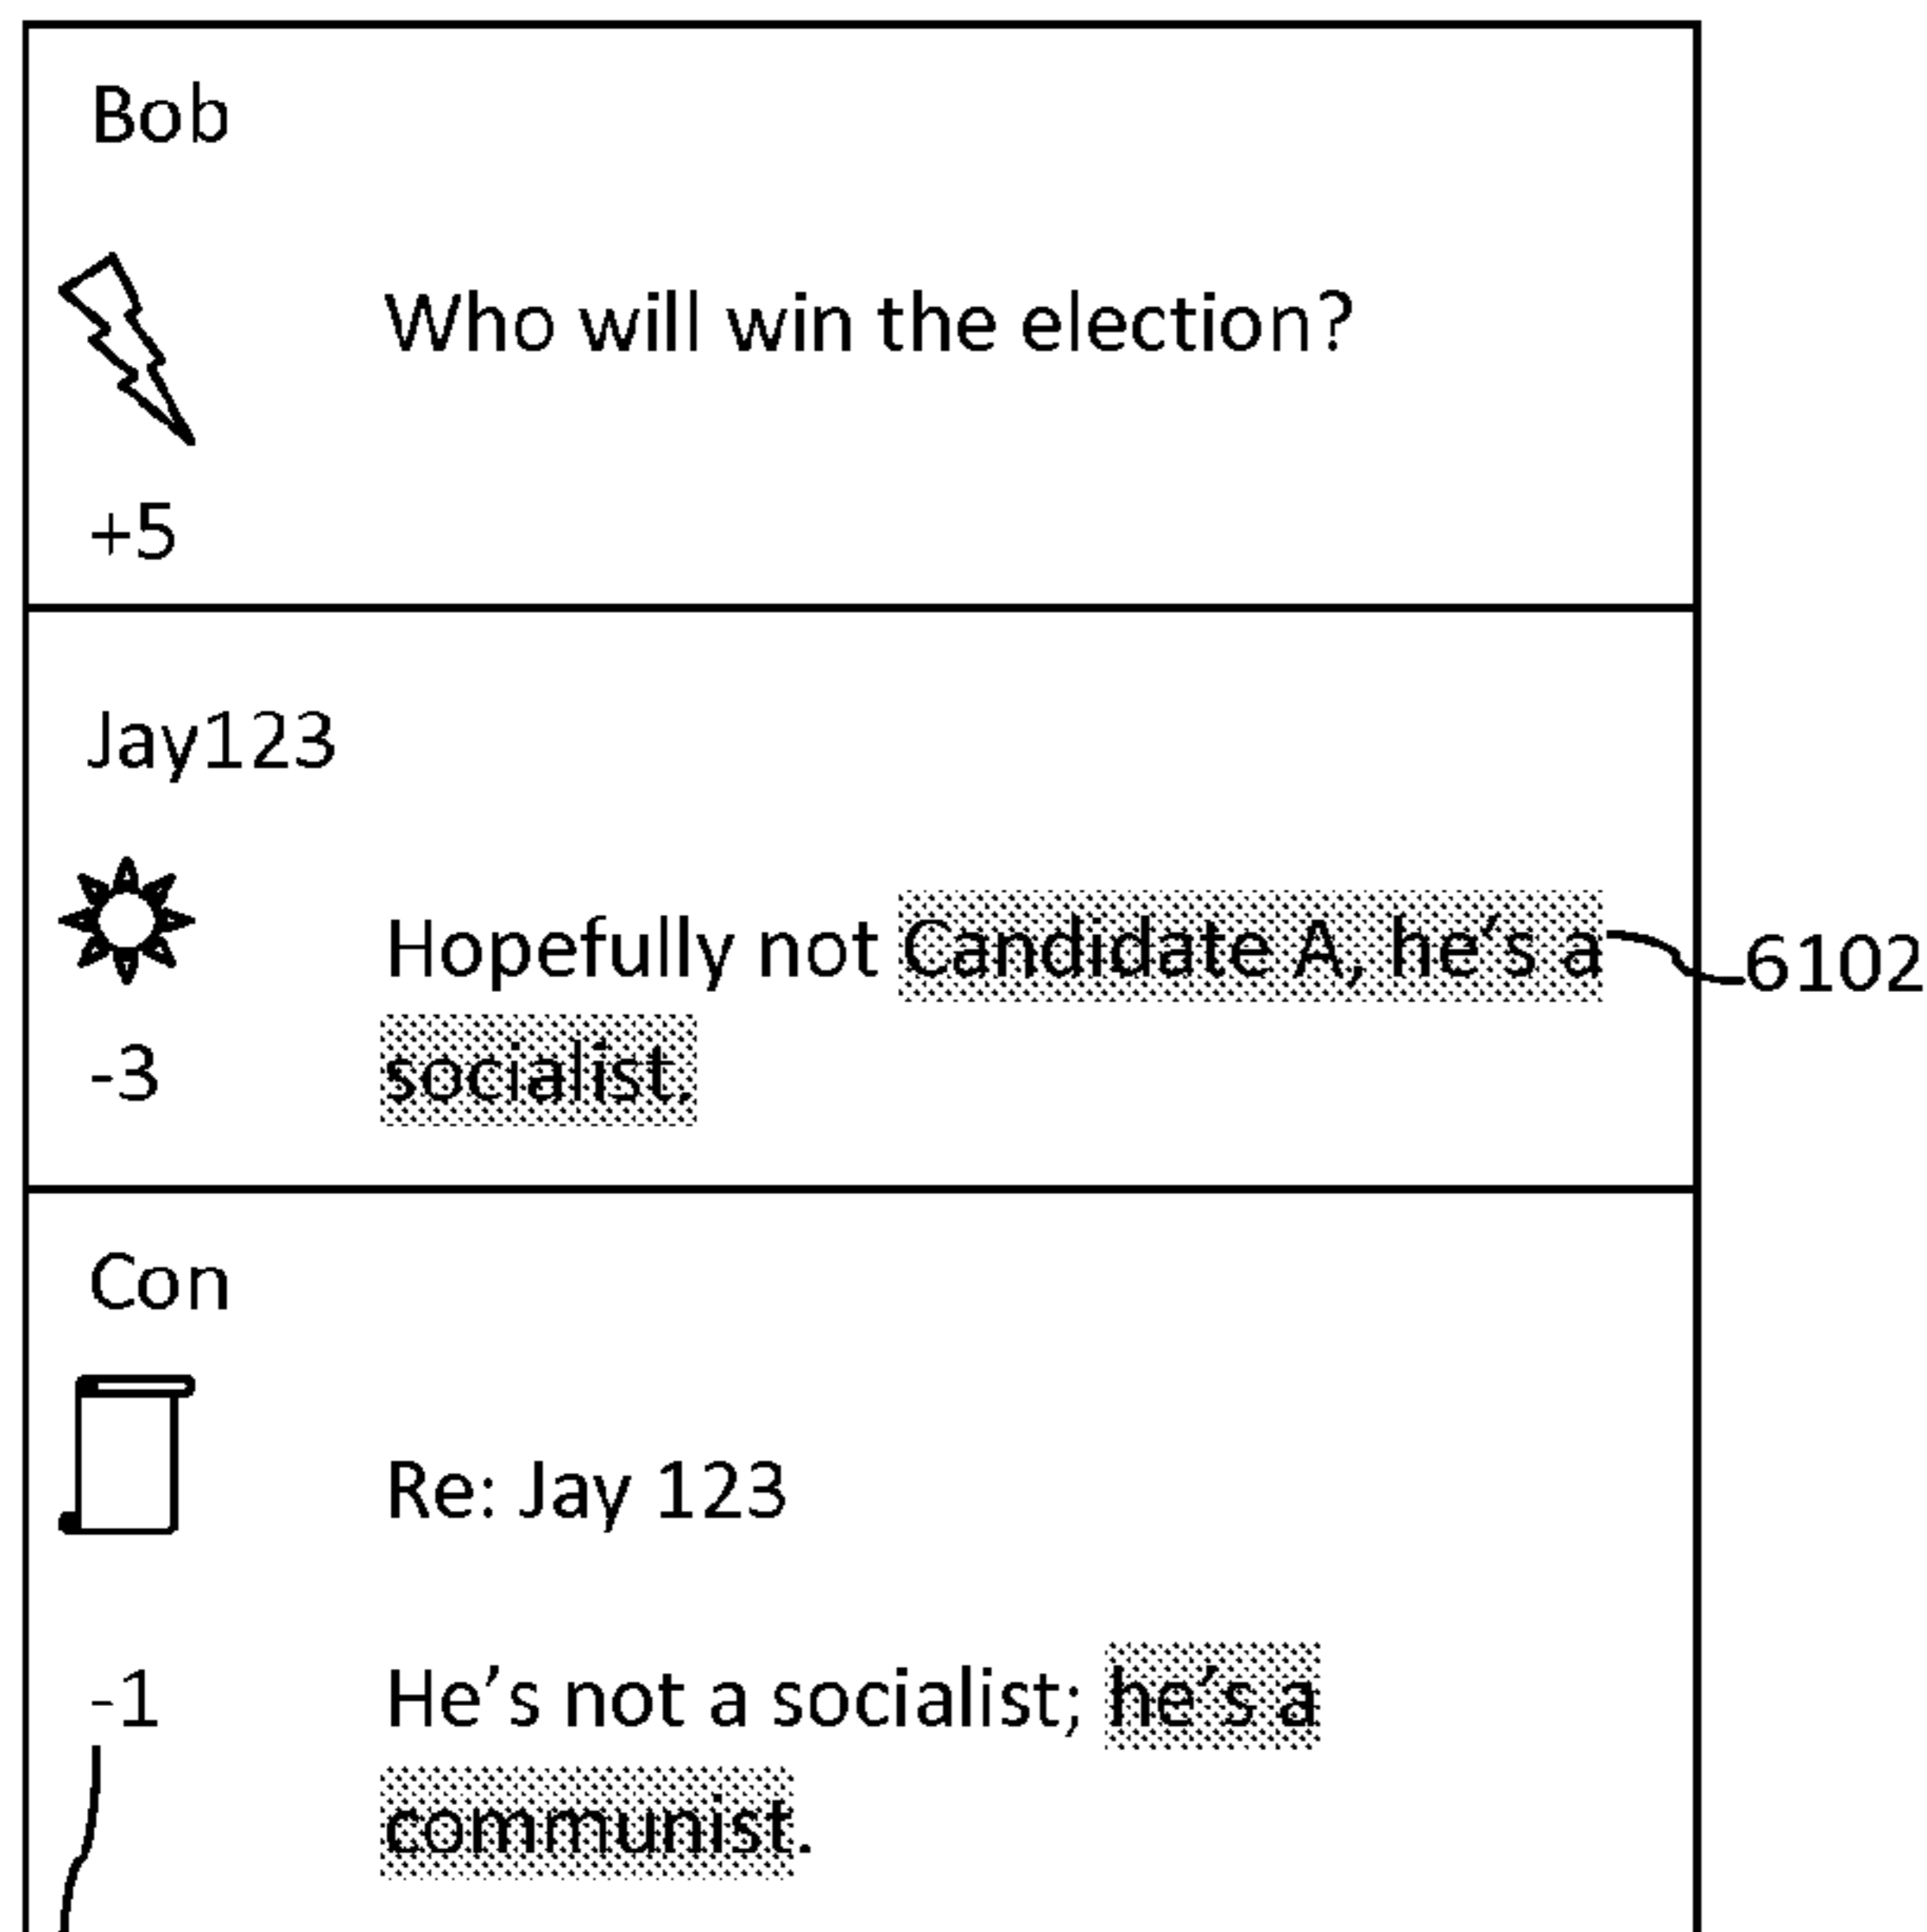 Bob
Who will win the election?
+5
Jay123
Hopefully not Candidate A, he's a
6102
-3
socialist.
Con
Re: Jay 123
-1
He's not a socialist; he's a
communist.